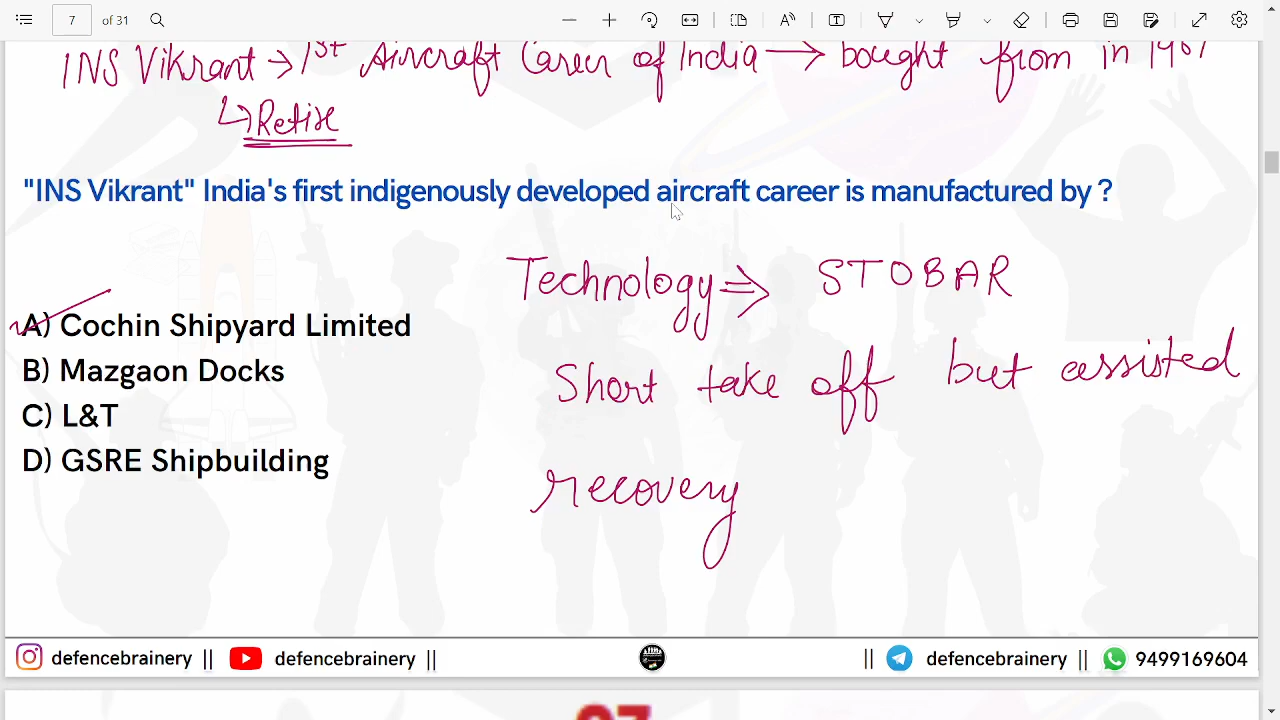 7 of 31
INS Vikrant → 1st Aircraft Career of India → bought from in
↳ Retire
"INS Vikrant" India's first indigenously developed aircraft career is manufactured by ?
Technology ⇒ STOBAR
A) Cochin Shipyard Limited
Short take off but assisted
B) Mazgaon Docks
C) L&T
D) GSRE Shipbuilding
recovery
defencebrainery || defencebrainery || || defencebrainery || 9499169604